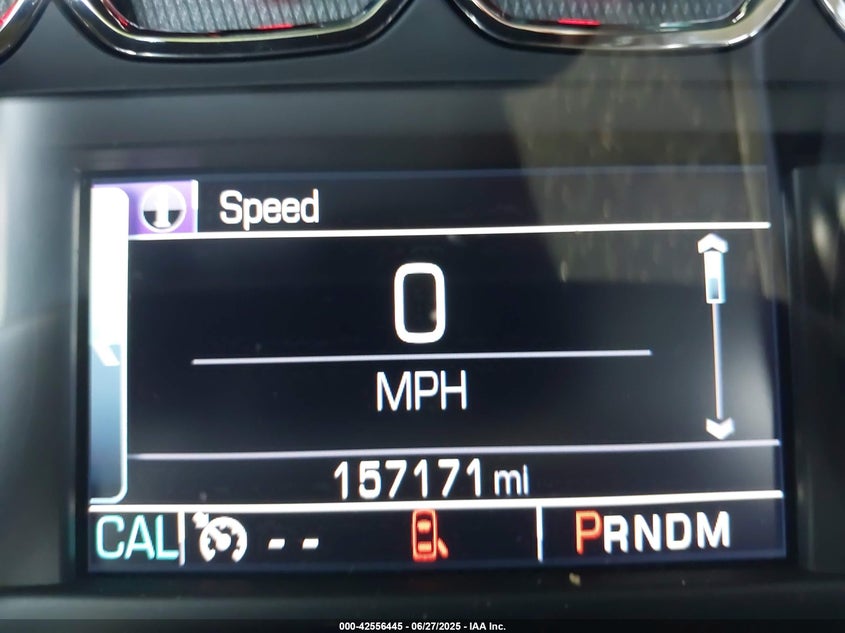 Speed
0
MPH
157171 mi
CAL -- PRNDM
000-42556445 - 06/27/2025 - IAA Inc.